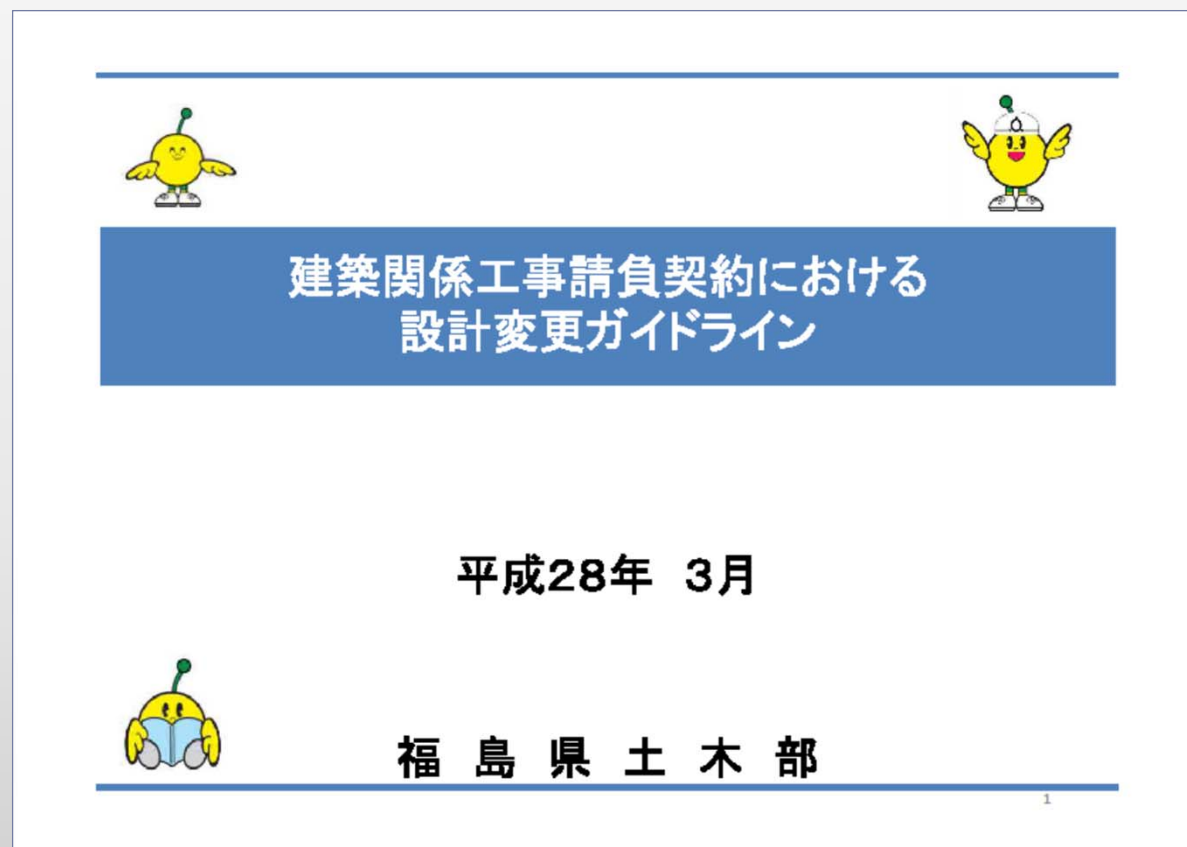 建築関係工事請負契約における
設計変更ガイドライン
平成28年 3月
福 島 県 土 木 部
1